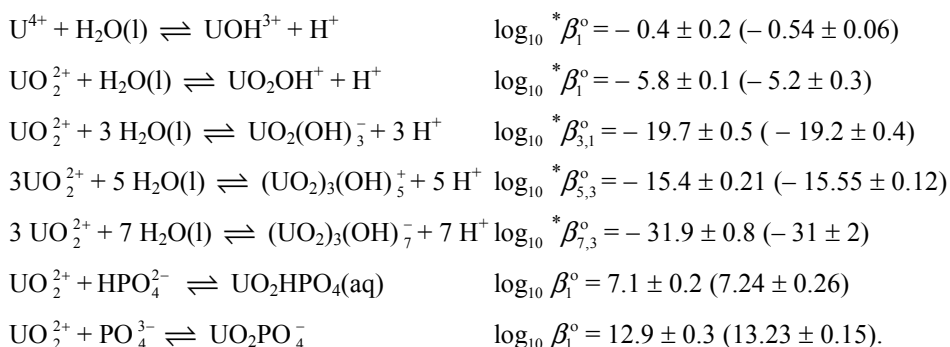 U⁴⁺ + H₂O(l) ⇌ UOH³⁺ + H⁺ log₁₀ *β₁° = – 0.4 ± 0.2 (– 0.54 ± 0.06)
UO₂²⁺ + H₂O(l) ⇌ UO₂OH⁺ + H⁺ log₁₀ *β₁° = – 5.8 ± 0.1 (– 5.2 ± 0.3)
UO₂²⁺ + 3 H₂O(l) ⇌ UO₂(OH)₃⁻ + 3 H⁺ log₁₀ *β₃,₁° = – 19.7 ± 0.5 ( – 19.2 ± 0.4)
3UO₂²⁺ + 5 H₂O(l) ⇌ (UO₂)₃(OH)₅⁺ + 5 H⁺ log₁₀ *β₅,₃° = – 15.4 ± 0.21 (– 15.55 ± 0.12)
3 UO₂²⁺ + 7 H₂O(l) ⇌ (UO₂)₃(OH)₇⁻ + 7 H⁺ log₁₀ *β₇,₃° = – 31.9 ± 0.8 (– 31 ± 2)
UO₂²⁺ + HPO₄²⁻ ⇌ UO₂HPO₄(aq) log₁₀ β₁° = 7.1 ± 0.2 (7.24 ± 0.26)
UO₂²⁺ + PO₄³⁻ ⇌ UO₂PO₄⁻ log₁₀ β₁° = 12.9 ± 0.3 (13.23 ± 0.15).